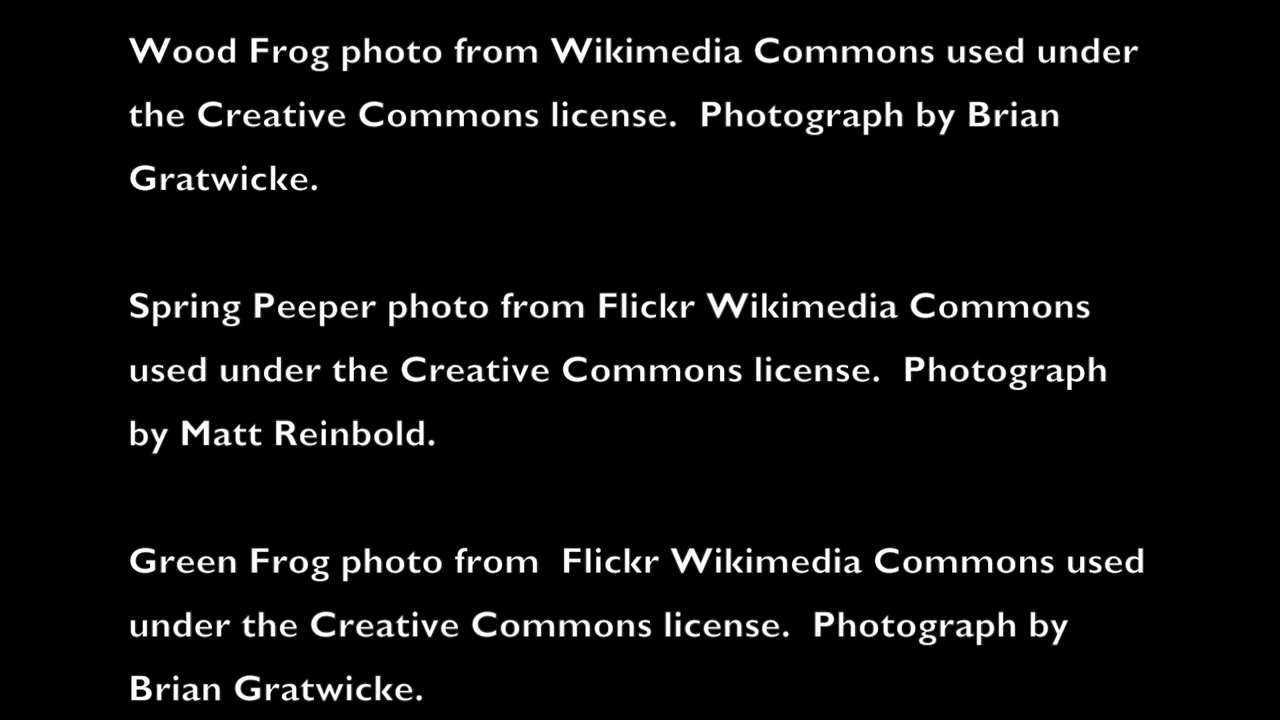 Wood Frog photo from Wikimedia Commons used under
the Creative Commons license.  Photograph by Brian
Gratwicke.
Spring Peeper photo from Flickr Wikimedia Commons
used under the Creative Commons license.  Photograph
by Matt Reinbold.
Green Frog photo from  Flickr Wikimedia Commons used
under the Creative Commons license.  Photograph by
Brian Gratwicke.